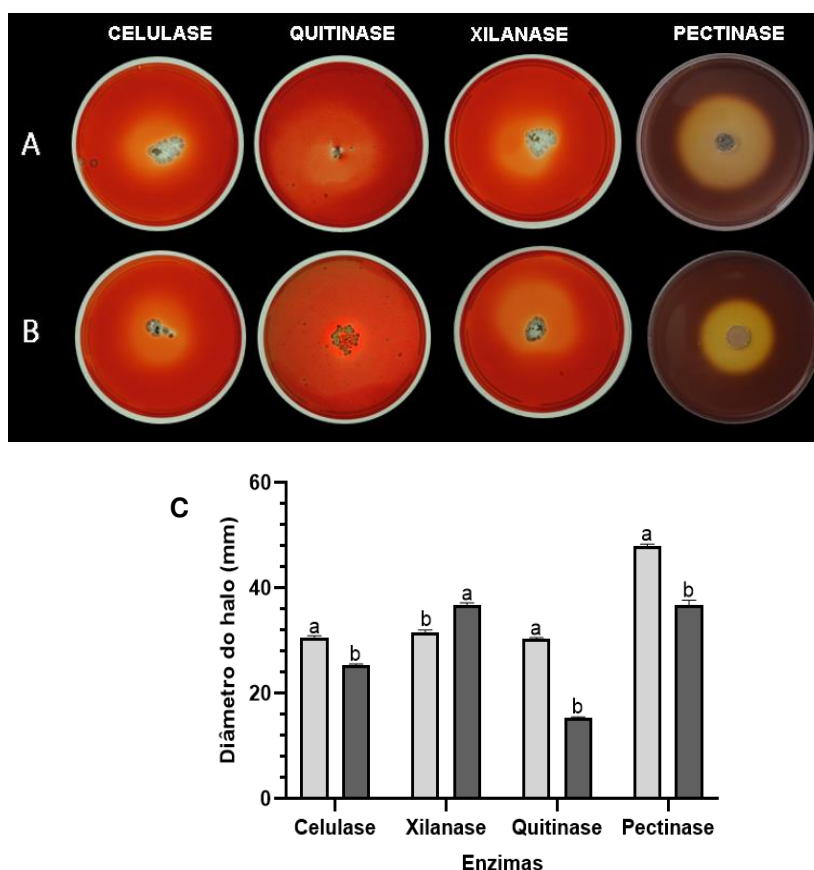 CELULASE QUITINASE XILANASE PECTINASE
A
B
C
Diâmetro do halo (mm)
60
40
20
0
a b b a a b a b
Celulase Xilanase Quitinase Pectinase
Enzimas